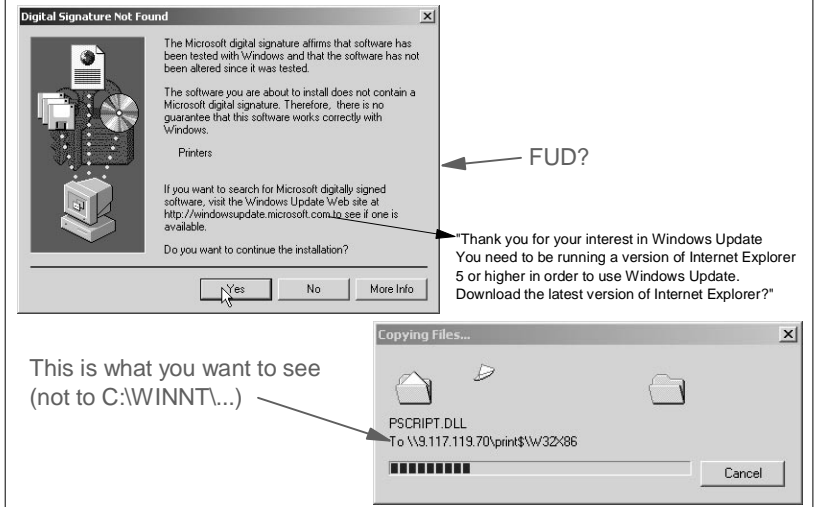 Digital Signature Not Found
The Microsoft digital signature affirms that software has
been tested with Windows and that the software has not
been altered since it was tested.
The software you are about to install does not contain a
Microsoft digital signature. Therefore, there is no
guarantee that this software works correctly with
Windows.
Printers
If you want to search for Microsoft digitally signed
software, visit the Windows Update Web site at
http://windowsupdate.microsoft.com to see if one is
available.
Do you want to continue the installation?
Yes
No
More Info
FUD?
"Thank you for your interest in Windows Update
You need to be running a version of Internet Explorer
5 or higher in order to use Windows Update.
Download the latest version of Internet Explorer?"
This is what you want to see
(not to C:\WINNT\...)
Copying Files...
PSCRIPT.DLL
To \\9.117.119.70\print$\W32X86
Cancel